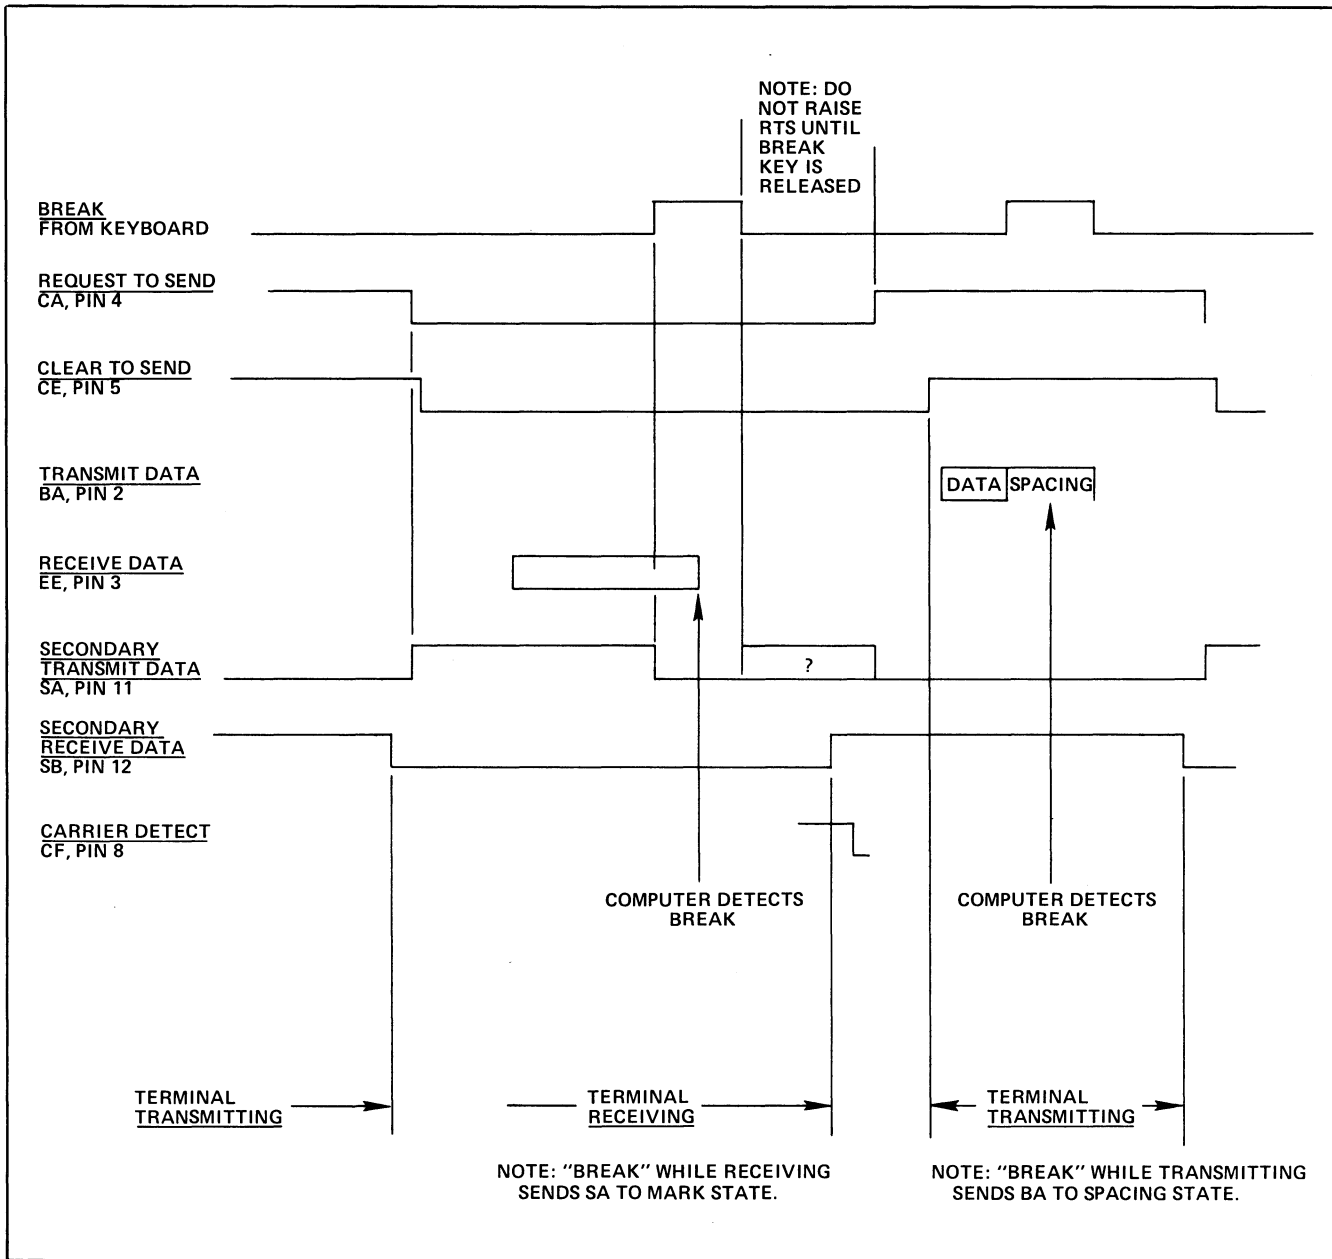 NOTE: DO
NOT RAISE
RTS UNTIL
BREAK
KEY IS
RELEASED
BREAK
FROM KEYBOARD
REQUEST TO SEND
CA, PIN 4
CLEAR TO SEND
CE, PIN 5
TRANSMIT DATA
BA, PIN 2
DATA SPACING
RECEIVE DATA
EE, PIN 3
SECONDARY
TRANSMIT DATA
SA, PIN 11
?
SECONDARY
RECEIVE DATA
SB, PIN 12
CARRIER DETECT
CF, PIN 8
COMPUTER DETECTS
BREAK
COMPUTER DETECTS
BREAK
TERMINAL
TRANSMITTING
TERMINAL
RECEIVING
TERMINAL
TRANSMITTING
NOTE: "BREAK" WHILE RECEIVING
SENDS SA TO MARK STATE.
NOTE: "BREAK" WHILE TRANSMITTING
SENDS BA TO SPACING STATE.